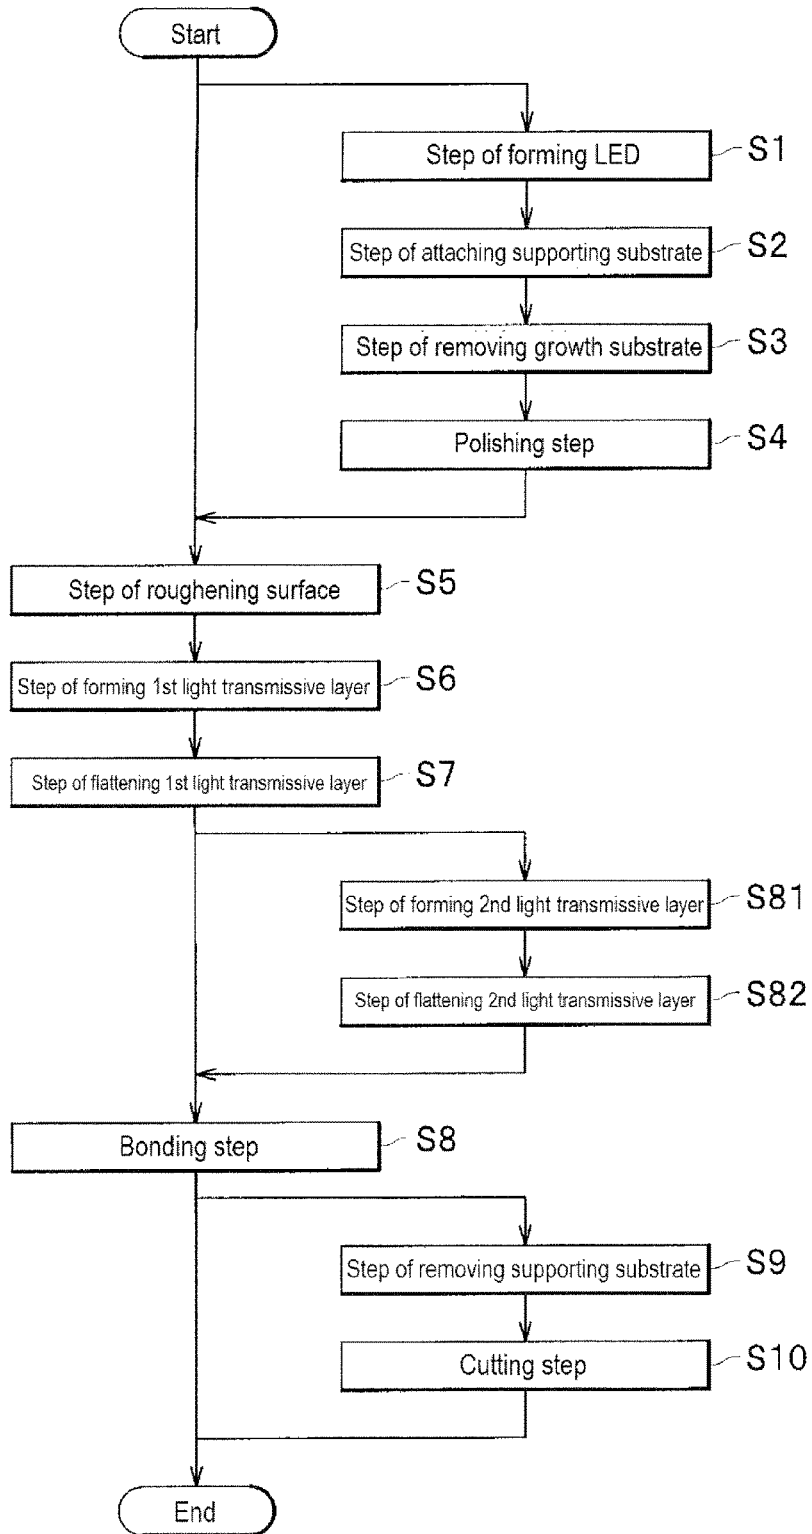 Start
Step of forming LED
S1
Step of attaching supporting substrate
S2
Step of removing growth substrate
S3
Polishing step
S4
Step of roughening surface
S5
Step of forming 1st light transmissive layer
S6
Step of flattening 1st light transmissive layer
S7
Step of forming 2nd light transmissive layer
S81
Step of flattening 2nd light transmissive layer
S82
Bonding step
S8
Step of removing supporting substrate
S9
Cutting step
S10
End